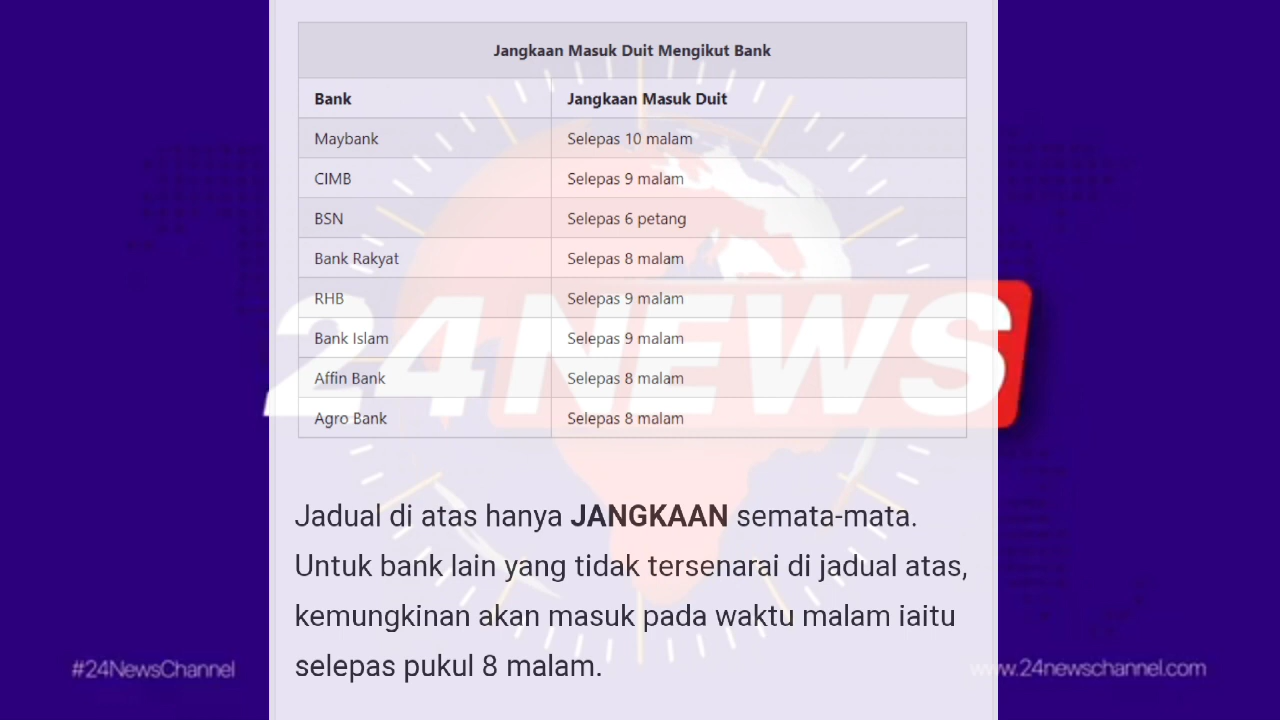 Jangkaan Masuk Duit Mengikut Bank
Bank Jangkaan Masuk Duit
Maybank Selepas 10 malam
CIMB Selepas 9 malam
BSN Selepas 6 petang
Bank Rakyat Selepas 8 malam
RHB Selepas 9 malam
Bank Islam Selepas 9 malam
Affin Bank Selepas 8 malam
Agro Bank Selepas 8 malam
24NEWS
Jadual di atas hanya JANGKAAN semata-mata.
Untuk bank lain yang tidak tersenarai di jadual atas,
kemungkinan akan masuk pada waktu malam iaitu
selepas pukul 8 malam.
#24NewsChannel
www.24newschannel.com